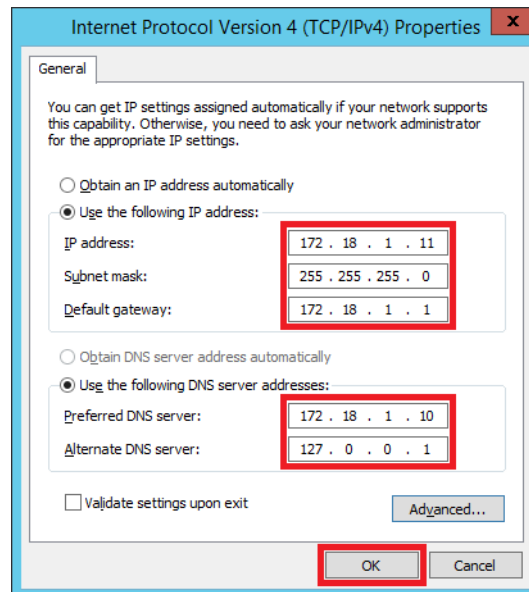 Internet Protocol Version 4 (TCP/IPv4) Properties
x
General
You can get IP settings assigned automatically if your network supports
this capability. Otherwise, you need to ask your network administrator
for the appropriate IP settings.
Obtain an IP address automatically
Use the following IP address:
IP address: 172 . 18 . 1 . 11
Subnet mask: 255 . 255 . 255 . 0
Default gateway: 172 . 18 . 1 . 1
Obtain DNS server address automatically
Use the following DNS server addresses:
Preferred DNS server: 172 . 18 . 1 . 10
Alternate DNS server: 127 . 0 . 0 . 1
Validate settings upon exit
Advanced...
OK Cancel